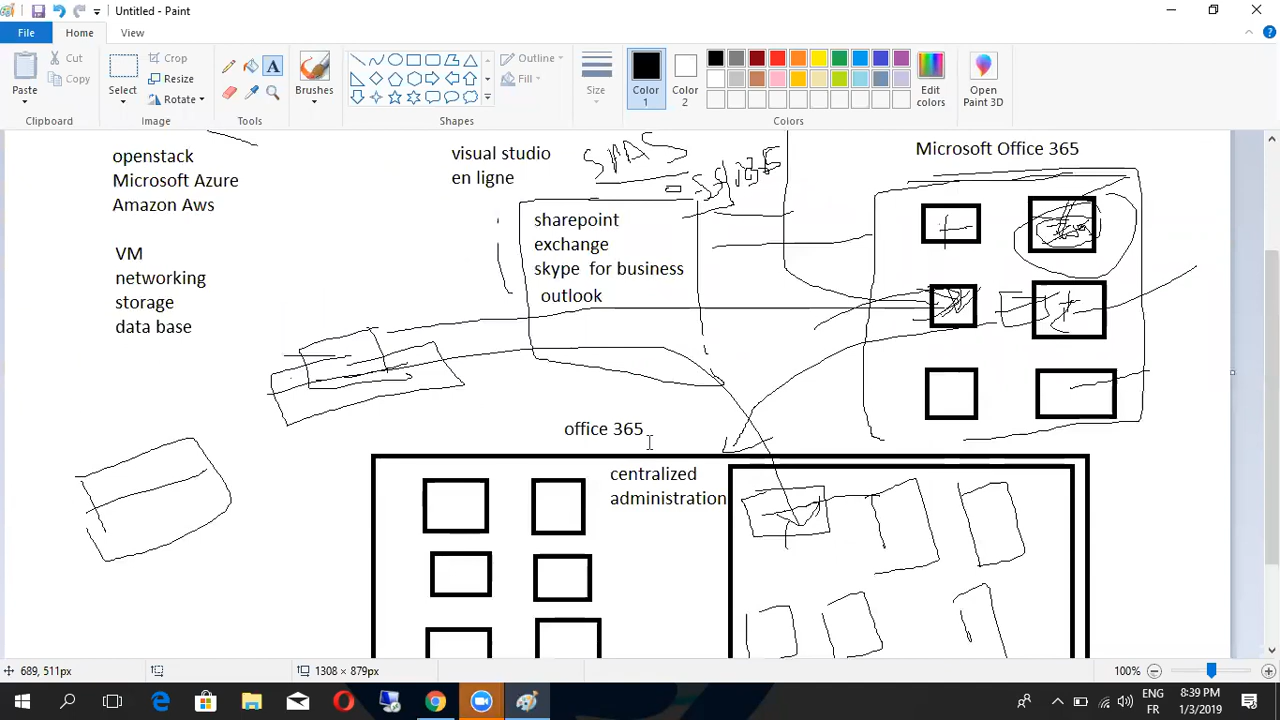 Untitled - Paint
File
Home
View
Paste
Cut
Copy
Clipboard
Select
Crop
Resize
Rotate
Image
A
Tools
Brushes
Shapes
Outline
Fill
Size
Color
1
Color
2
Edit
colors
Open
Paint 3D
Colors
openstack
Microsoft Azure
Amazon Aws
VM
networking
storage
data base
visual studio
en ligne
sharepoint
exchange
skype for business
outlook
Microsoft Office 365
office 365
centralized
administration
689, 511px
1308 × 879px
100%
ENG
FR
8:39 PM
1/3/2019